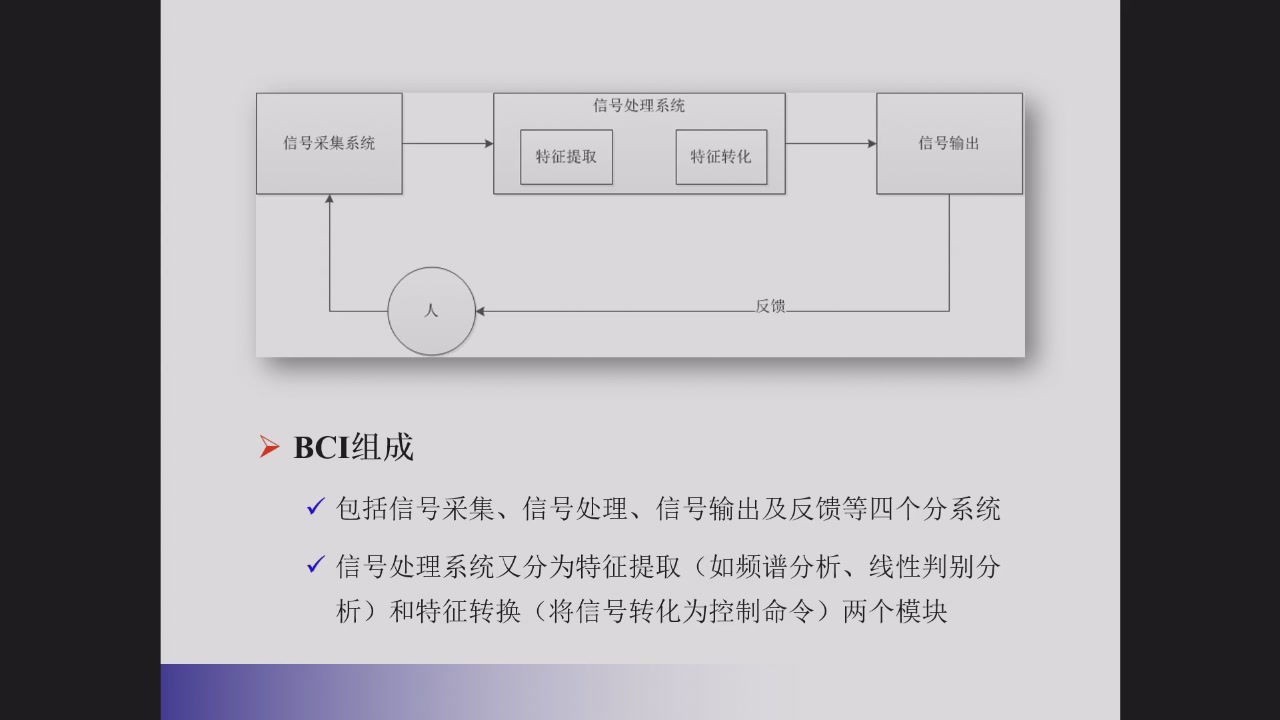 信号处理系统
信号采集系统
特征提取
特征转化
信号输出
人
反馈
BCI组成
包括信号采集、信号处理、信号输出及反馈等四个分系统
信号处理系统又分为特征提取（如频谱分析、线性判别分
析）和特征转换（将信号转化为控制命令）两个模块